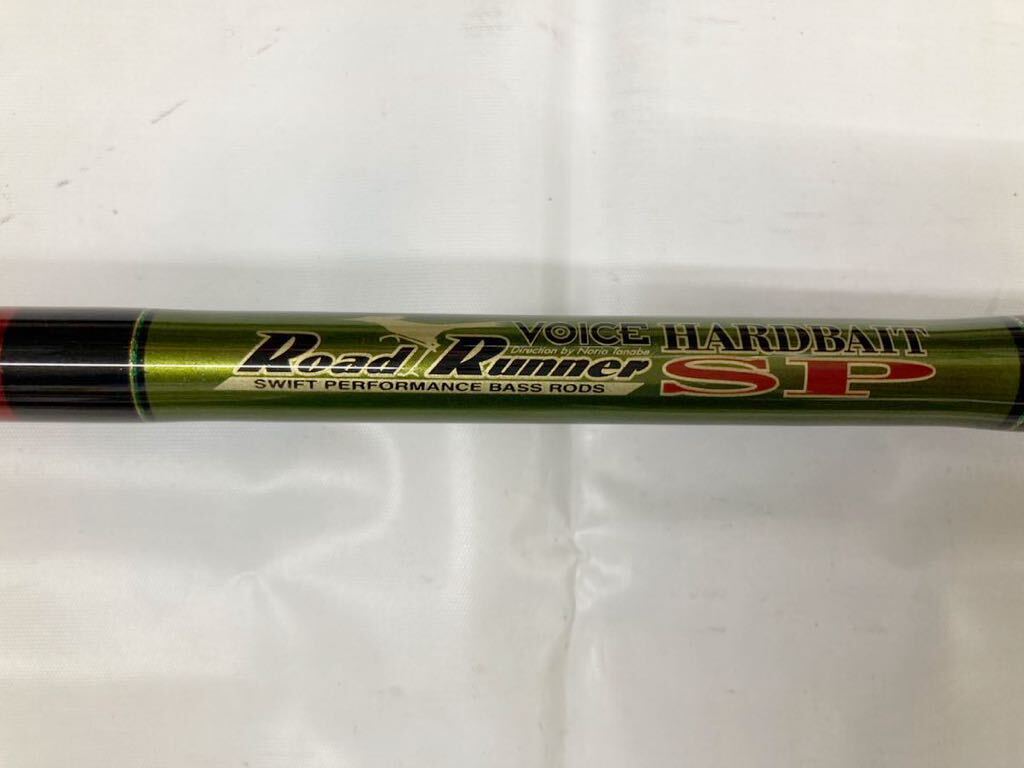 VOICE HARDBAIT
Direction by Norio Tanabe
Road Runner SP
SWIFT PERFORMANCE BASS RODS